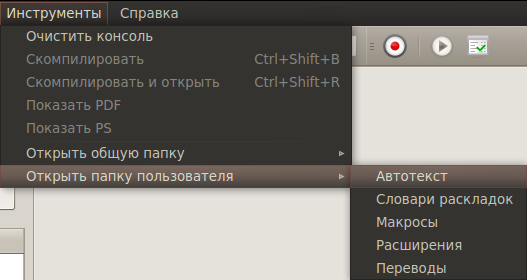 Инструменты Справка
Очистить консоль
Скомпилировать Ctrl+Shift+B
Скомпилировать и открыть Ctrl+Shift+R
Показать PDF
Показать PS
Открыть общую папку
Открыть папку пользователя
Автотекст
Словари раскладок
Макросы
Расширения
Переводы